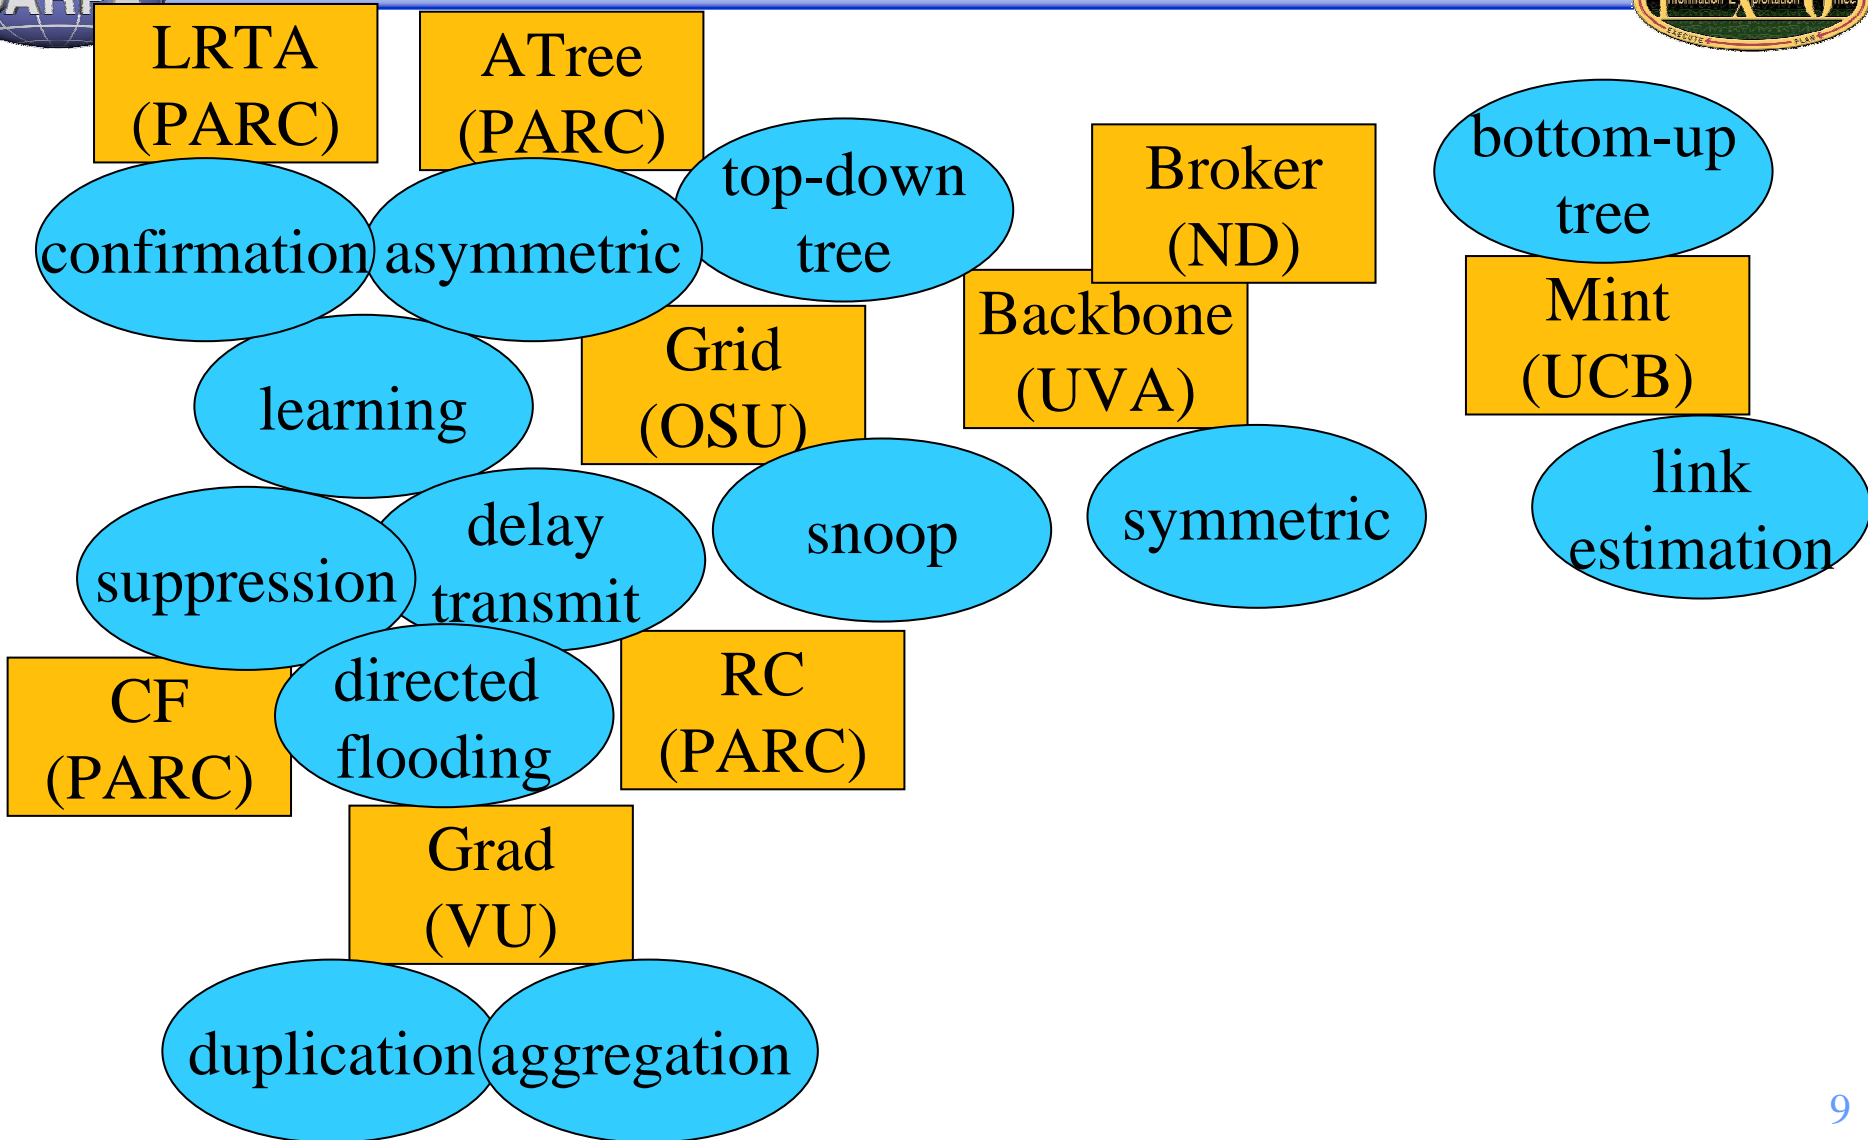 LRTA
(PARC)
ATree
(PARC)
top-down
tree
Broker
(ND)
bottom-up
tree
confirmation
asymmetric
Backbone
(UVA)
Mint
(UCB)
Grid
(OSU)
learning
link
estimation
delay
transmit
snoop
symmetric
suppression
directed
flooding
RC
(PARC)
CF
(PARC)
Grad
(VU)
duplication
aggregation
EXECUTE
PLAN
9